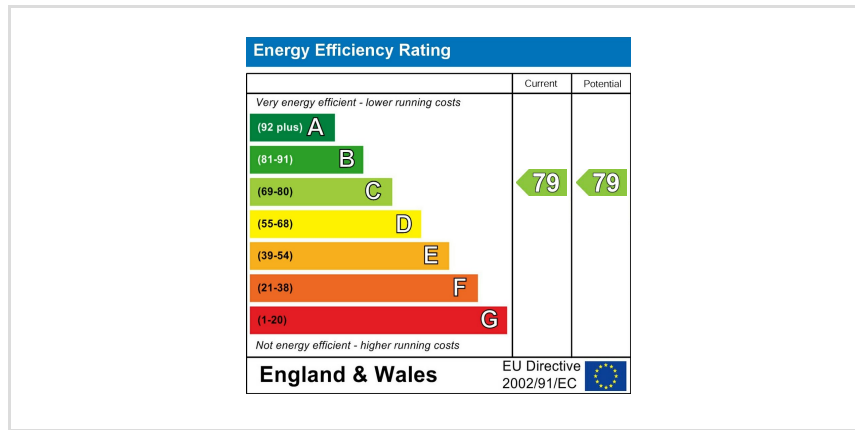 Energy Efficiency Rating
Current Potential
Very energy efficient - lower running costs
(92 plus) A
(81-91) B
(69-80) C 79 79
(55-68) D
(39-54) E
(21-38) F
(1-20) G
Not energy efficient - higher running costs
England & Wales
EU Directive
2002/91/EC